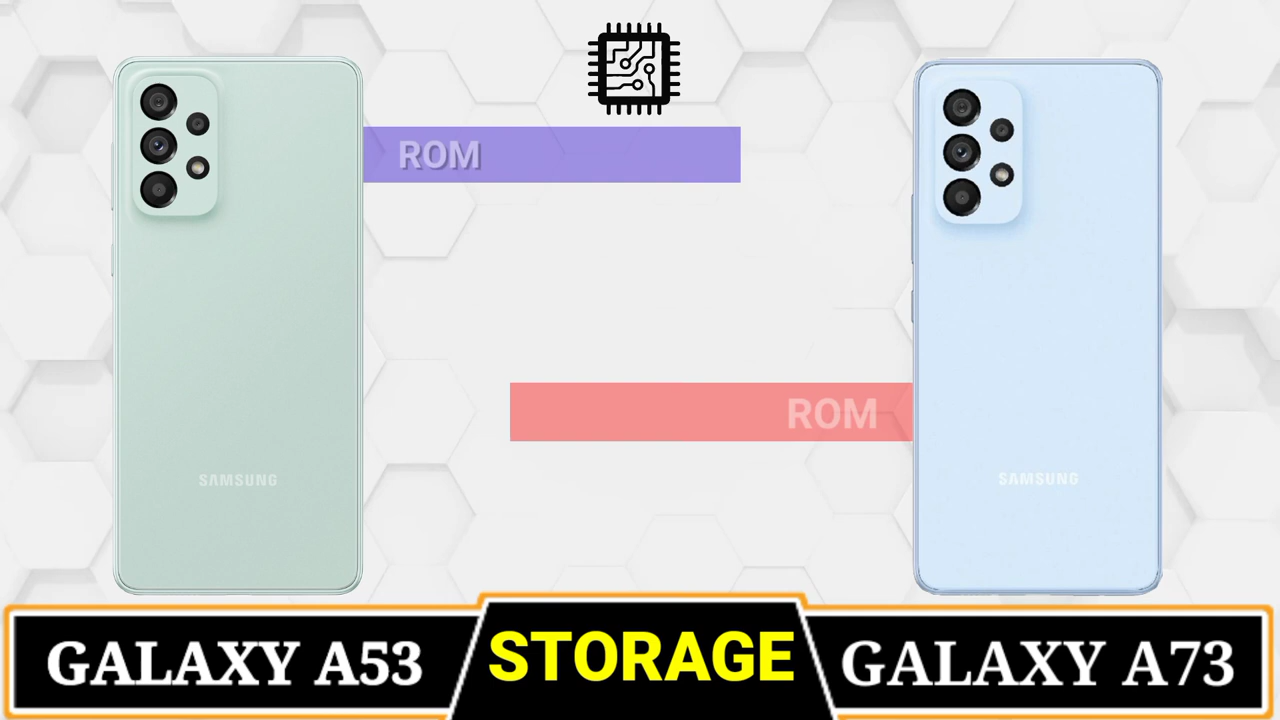 ROM
ROM
SAMSUNG
SAMSUNG
GALAXY A53
STORAGE
GALAXY A73